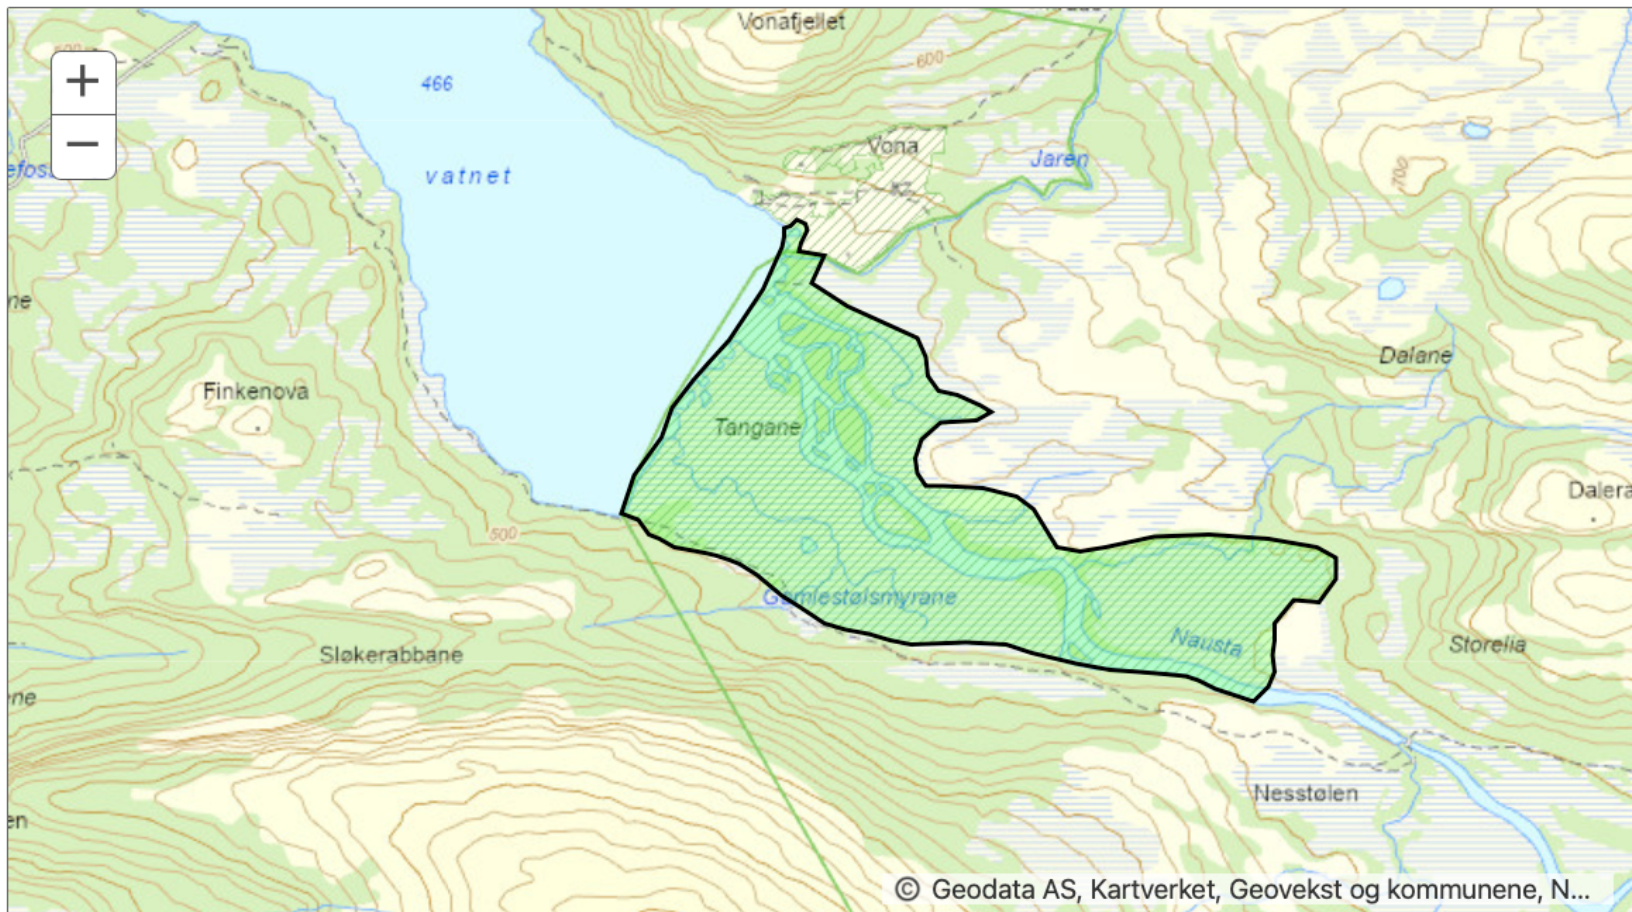 Vonafjellet
600
466
+
−
Vona
Jaren
vatnet
700
Dalane
Finkenova
Tangane
500
Dalera
Gamlestølsmyrane
Nausta
Storelia
Sløkerabbane
Nesstølen
© Geodata AS, Kartverket, Geovekst og kommunene, N...